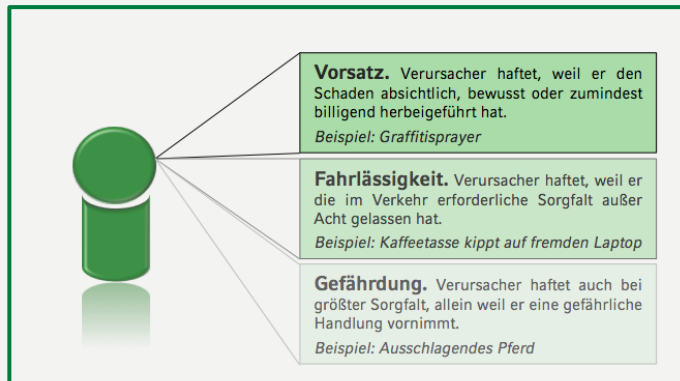 Vorsatz. Verursacher haftet, weil er den
Schaden absichtlich, bewusst oder zumindest
billigend herbeigeführt hat.
Beispiel: Graffitisprayer
Fahrlässigkeit. Verursacher haftet, weil er
die im Verkehr erforderliche Sorgfalt außer
Acht gelassen hat.
Beispiel: Kaffeetasse kippt auf fremden Laptop
Gefährdung. Verursacher haftet auch bei
größter Sorgfalt, allein weil er eine gefährliche
Handlung vornimmt.
Beispiel: Ausschlagendes Pferd